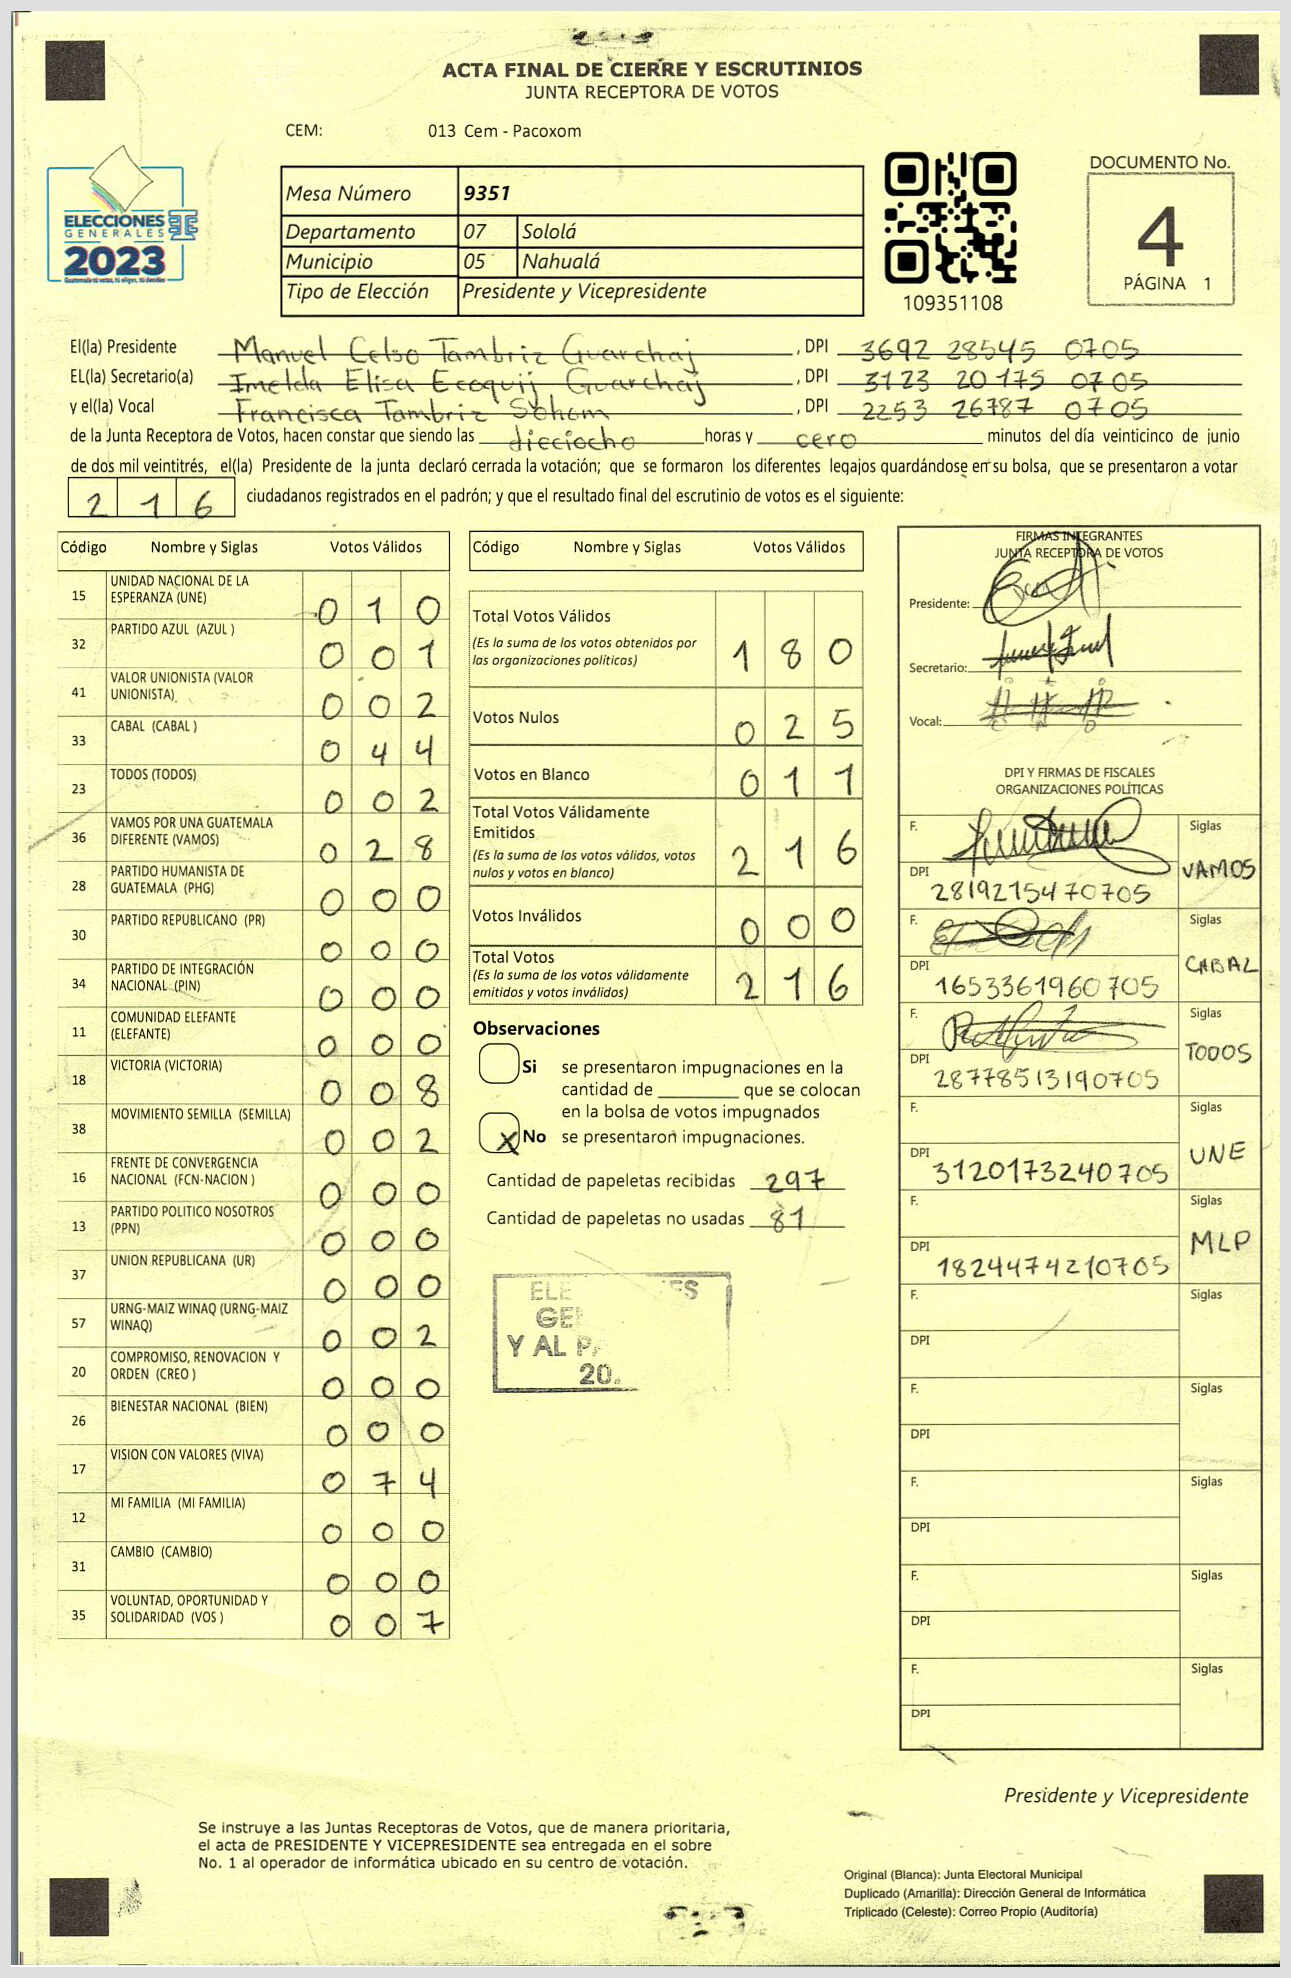 ACTA FINAL DE CIERRE Y ESCRUTINIOS
JUNTA RECEPTORA DE VOTOS
CEM: 013 Cem - Pacoxom
ELECCIONES
GENERALES
2023
Guatemala tú votas, tú eliges, tú decides
Mesa Número 9351
Departamento 07 Sololá
Municipio 05 Nahualá
Tipo de Elección Presidente y Vicepresidente
109351108
DOCUMENTO No.
4
PÁGINA 1
El(la) Presidente Manuel Celso Tambriz Guarchaj, DPI 3692 28545 0705
EL(la) Secretario(a) Imelda Elisa Ecoquij Guarchaj, DPI 3123 20175 0705
y el(la) Vocal Francisca Tambriz Sohom, DPI 2253 26787 0705
de la Junta Receptora de Votos, hacen constar que siendo las dieciocho horas y cero minutos del día veinticinco de junio
de dos mil veintitrés, el(la) Presidente de la junta declaró cerrada la votación; que se formaron los diferentes legajos guardándose en su bolsa, que se presentaron a votar
216 ciudadanos registrados en el padrón; y que el resultado final del escrutinio de votos es el siguiente:
Código Nombre y Siglas Votos Válidos
15 UNIDAD NACIONAL DE LA
ESPERANZA (UNE) 0 1 0
32 PARTIDO AZUL (AZUL ) 0 0 1
41 VALOR UNIONISTA (VALOR
UNIONISTA) 0 0 2
33 CABAL (CABAL ) 0 4 4
23 TODOS (TODOS) 0 0 2
36 VAMOS POR UNA GUATEMALA
DIFERENTE (VAMOS) 0 2 8
28 PARTIDO HUMANISTA DE
GUATEMALA (PHG) 0 0 0
30 PARTIDO REPUBLICANO (PR) 0 0 0
34 PARTIDO DE INTEGRACIÓN
NACIONAL (PIN) 0 0 0
11 COMUNIDAD ELEFANTE
(ELEFANTE) 0 0 0
18 VICTORIA (VICTORIA) 0 0 8
38 MOVIMIENTO SEMILLA (SEMILLA) 0 0 2
16 FRENTE DE CONVERGENCIA
NACIONAL (FCN-NACION ) 0 0 0
13 PARTIDO POLITICO NOSOTROS
(PPN) 0 0 0
37 UNION REPUBLICANA (UR) 0 0 0
57 URNG-MAIZ WINAQ (URNG-MAIZ
WINAQ) 0 0 2
20 COMPROMISO, RENOVACION Y
ORDEN (CREO ) 0 0 0
26 BIENESTAR NACIONAL (BIEN) 0 0 0
17 VISION CON VALORES (VIVA) 0 7 4
12 MI FAMILIA (MI FAMILIA) 0 0 0
31 CAMBIO (CAMBIO) 0 0 0
35 VOLUNTAD, OPORTUNIDAD Y
SOLIDARIDAD (VOS ) 0 0 7
Código Nombre y Siglas Votos Válidos
Total Votos Válidos
(Es la suma de los votos obtenidos por
las organizaciones políticas) 1 8 0
Votos Nulos 0 2 5
Votos en Blanco 0 1 1
Total Votos Válidamente
Emitidos
(Es la suma de los votos válidos, votos
nulos y votos en blanco) 2 1 6
Votos Inválidos 0 0 0
Total Votos
(Es la suma de los votos válidamente
emitidos y votos inválidos) 2 1 6
Observaciones
Si se presentaron impugnaciones en la
cantidad de ________ que se colocan
en la bolsa de votos impugnados
X No se presentaron impugnaciones.
Cantidad de papeletas recibidas 297
Cantidad de papeletas no usadas 81
Y AL
20
FIRMAS INTEGRANTES
JUNTA RECEPTORA DE VOTOS
Presidente:
Secretario:
Vocal:
DPI Y FIRMAS DE FISCALES
ORGANIZACIONES POLÍTICAS
F. Siglas
VAMOS
DPI 2819215470705
F. Siglas
CABAL
DPI 1653361960705
F. Siglas
TODOS
DPI 2877851319 0705
F. Siglas
UNE
DPI 3120173240705
F. Siglas
MLP
DPI 1824474210705
F. Siglas
DPI
F. Siglas
DPI
F. Siglas
DPI
F. Siglas
DPI
F. Siglas
DPI
Presidente y Vicepresidente
Se instruye a las Juntas Receptoras de Votos, que de manera prioritaria,
el acta de PRESIDENTE Y VICEPRESIDENTE sea entregada en el sobre
No. 1 al operador de informática ubicado en su centro de votación.
Original (Blanca): Junta Electoral Municipal
Duplicado (Amarilla): Dirección General de Informática
Triplicado (Celeste): Correo Propio (Auditoría)